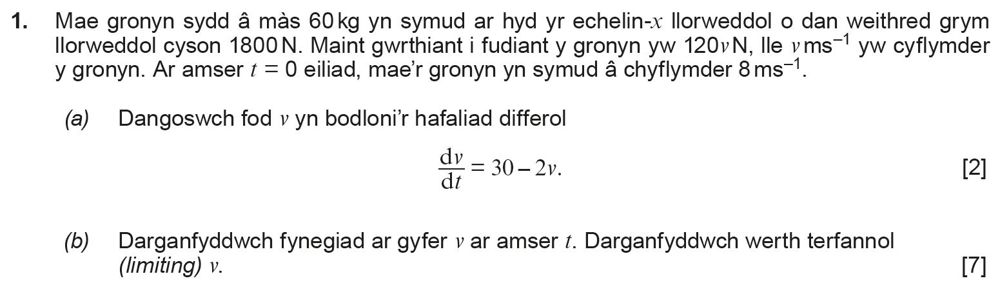 1. Mae gronyn sydd â màs 60 kg yn symud ar hyd yr echelin-x llorweddol o dan weithred grym
llorweddol cyson 1800 N. Maint gwrthiant i fudiant y gronyn yw 120v N, lle v ms⁻¹ yw cyflymder
y gronyn. Ar amser t = 0 eiliad, mae'r gronyn yn symud â chyflymder 8 ms⁻¹.
(a) Dangoswch fod v yn bodloni'r hafaliad differol
dv/dt = 30 – 2v. [2]
(b) Darganfyddwch fynegiad ar gyfer v ar amser t. Darganfyddwch werth terfannol
(limiting) v. [7]